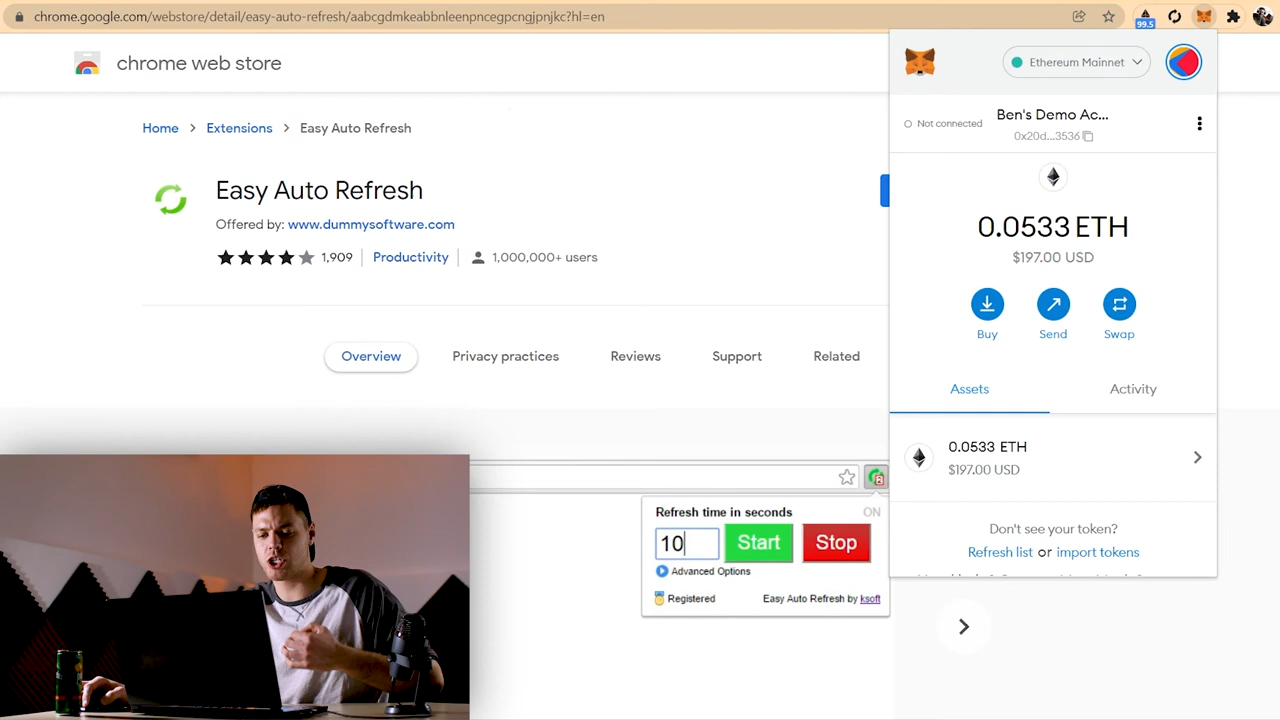 chrome.google.com/webstore/detail/easy-auto-refresh/aabcgdmkeabbnleenpncegpcngjpnjkc?hl=en
99.5
chrome web store
Ethereum Mainnet
Home > Extensions > Easy Auto Refresh
Not connected
Ben's Demo Ac...
0x20d...3536
Easy Auto Refresh
Offered by: www.dummysoftware.com
1,909
Productivity
1,000,000+ users
0.0533 ETH
$197.00 USD
Buy
Send
Swap
Overview
Privacy practices
Reviews
Support
Related
Assets
Activity
0.0533 ETH
$197.00 USD
Refresh time in seconds
ON
10
Start
Stop
Advanced Options
Registered
Easy Auto Refresh by ksoft
Don't see your token?
Refresh list or import tokens